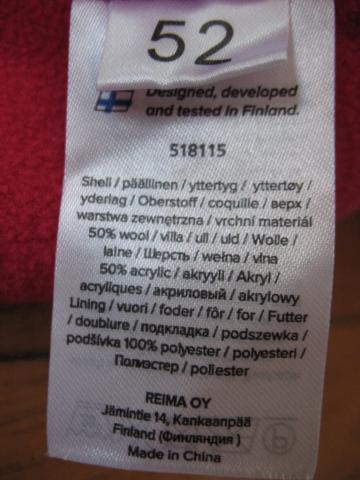 52
Designed, developed
and tested in Finland.
518115
Shell / päällinen / yttertyg / yttertøy /
yderlag / Oberstoff / coquille / верх /
warstwa zewnętrzna / vrchní materiál
50% wool / villa / ull / uld / Wolle /
laine / Шерсть / wełna / vlna
50% acrylic / akryyli / Akryl /
acryliques / акриловый / akrylowy
Lining / vuori / foder / fôr / for / Futter
/ doublure / подкладка / podszewka /
podšívka 100% polyester / polyesteri /
Полиэстер / poliester
REIMA OY
Jämintie 14, Kankaanpää
Finland (Финляндия )
Made in China